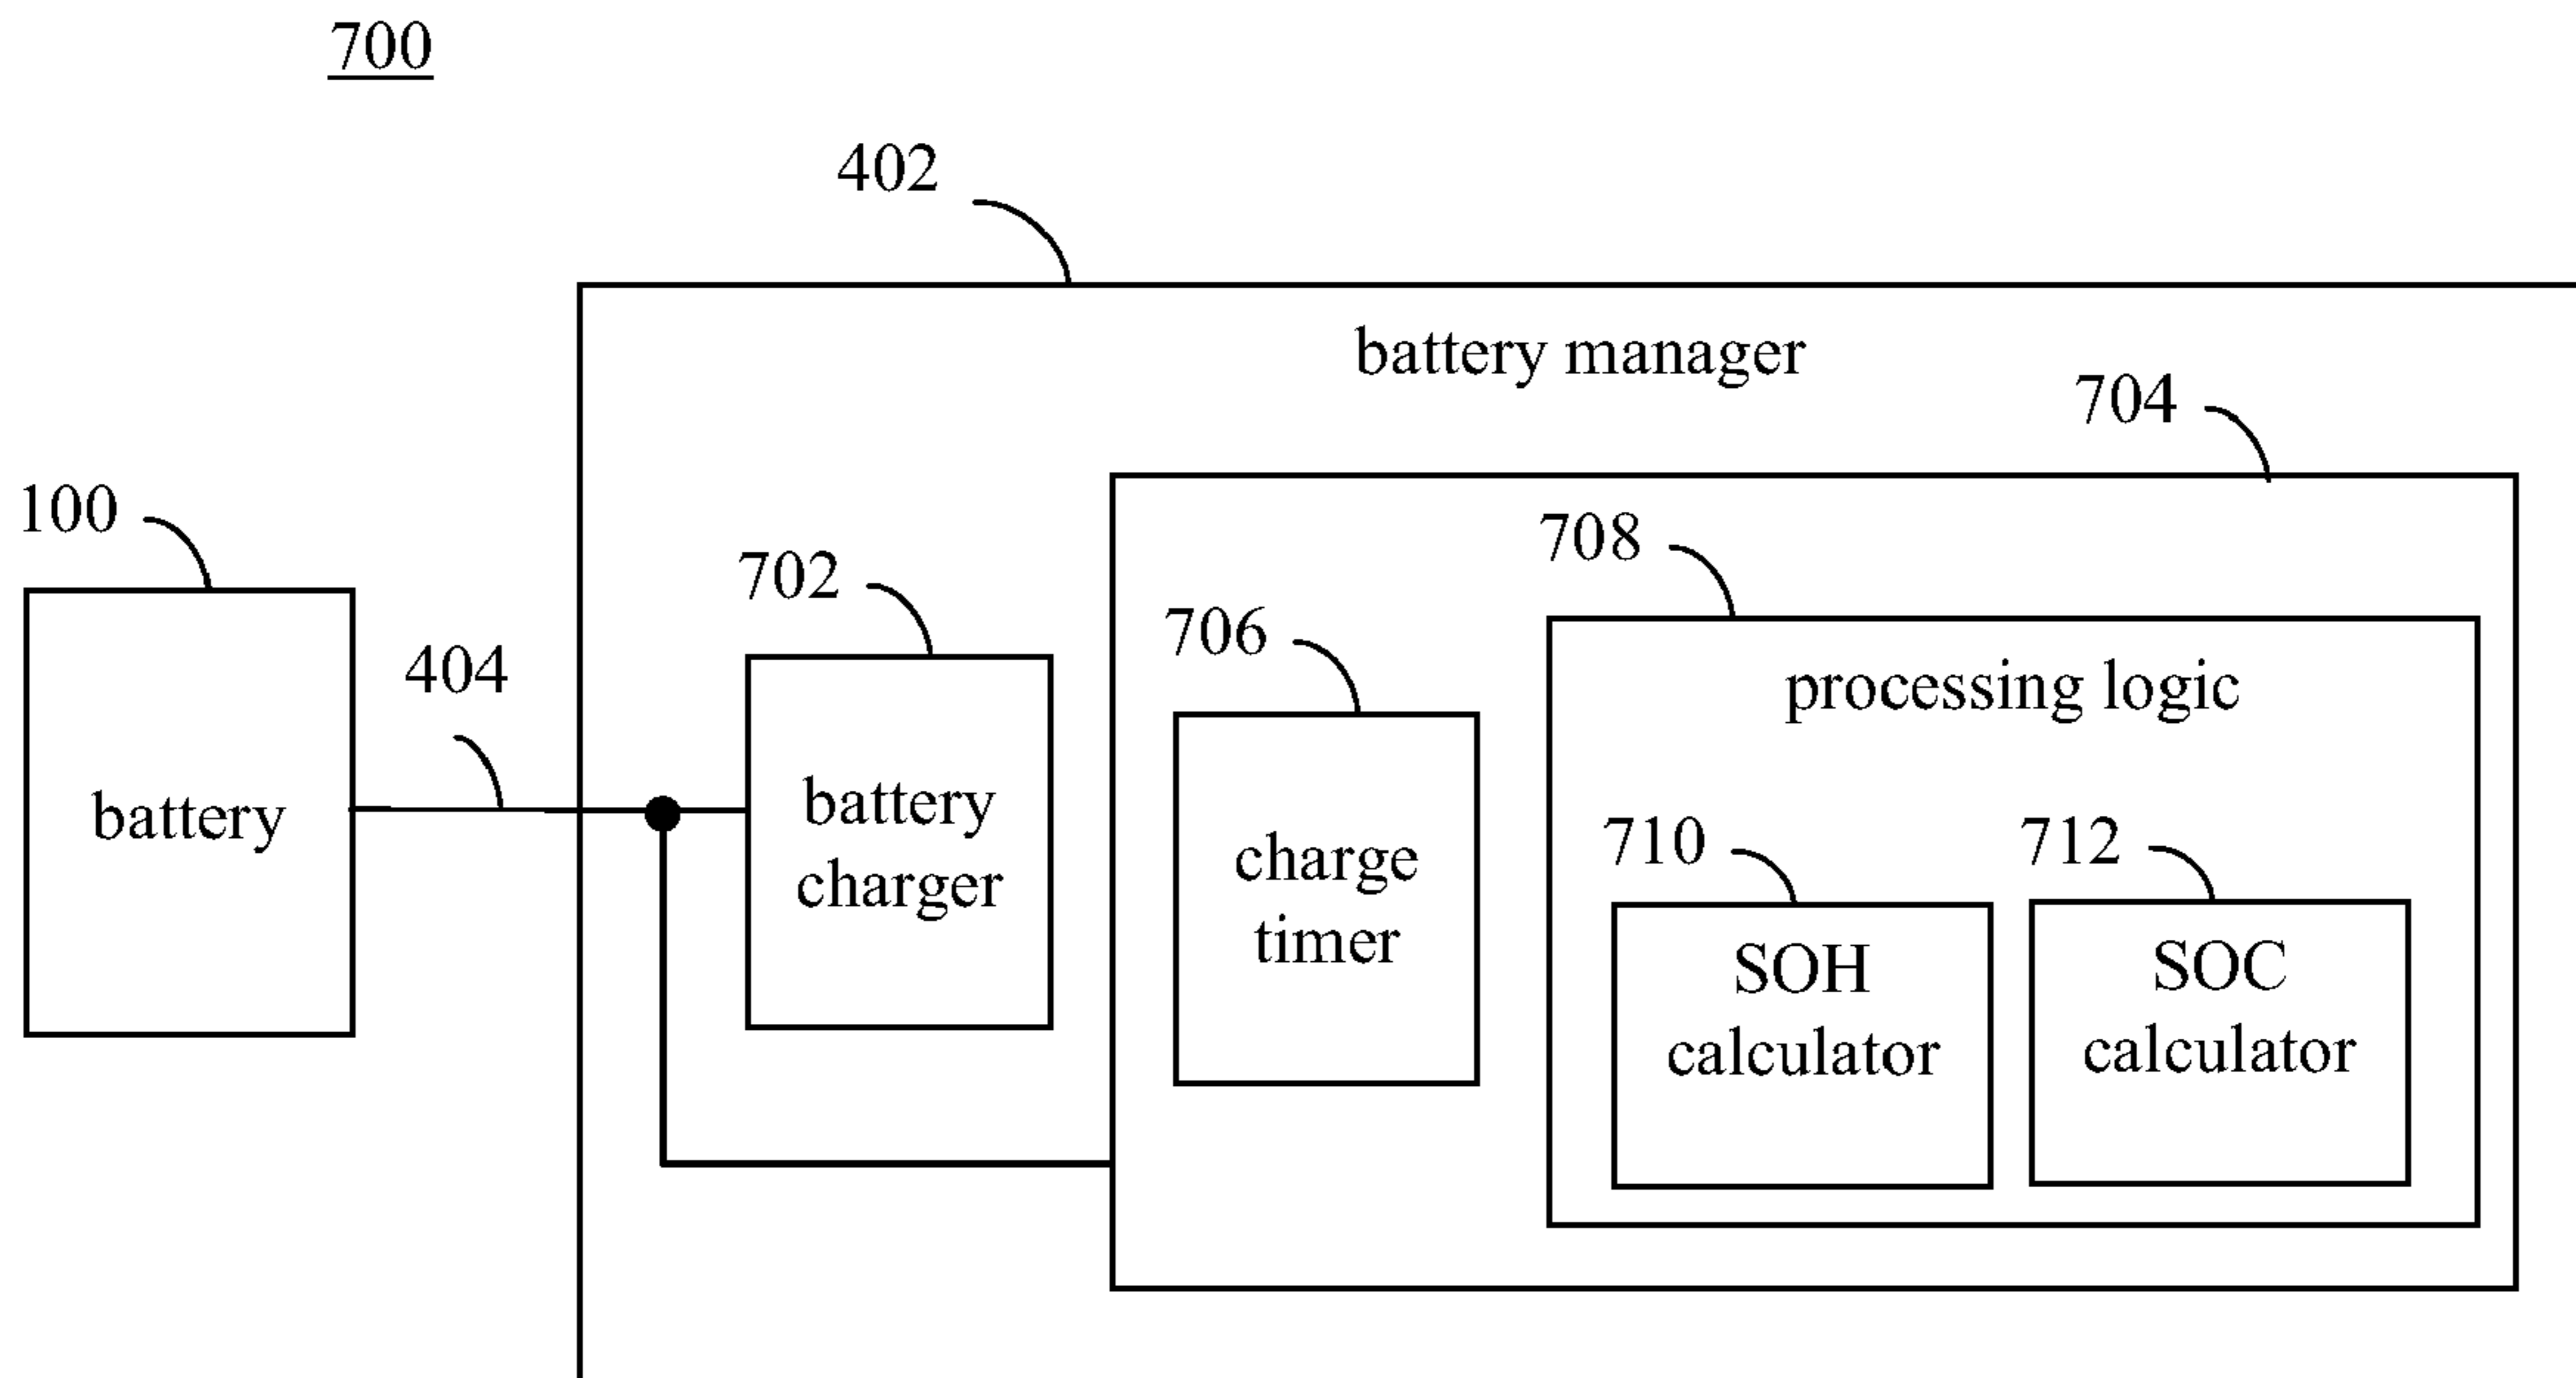 700
402
battery manager
704
100
708
702
706
404
processing logic
battery
battery
charger
charge
timer
710
712
SOH
calculator
SOC
calculator